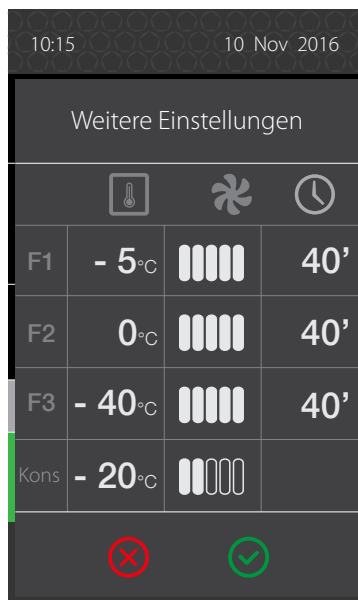 10:15 10 Nov 2016
Weitere Einstellungen
F1 - 5°C 40’
F2 0°C 40’
F3 - 40°C 40’
Kons - 20°C